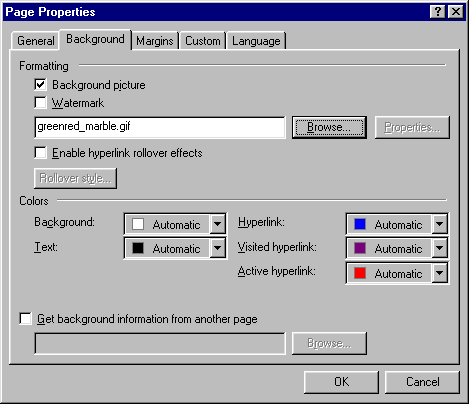 Page Properties
General Background Margins Custom Language
Formatting
Background picture
Watermark
greenred_marble.gif Browse... Properties...
Enable hyperlink rollover effects
Rollover style...
Colors
Background: Automatic Hyperlink: Automatic
Text: Automatic Visited hyperlink: Automatic
Active hyperlink: Automatic
Get background information from another page
Browse...
OK Cancel